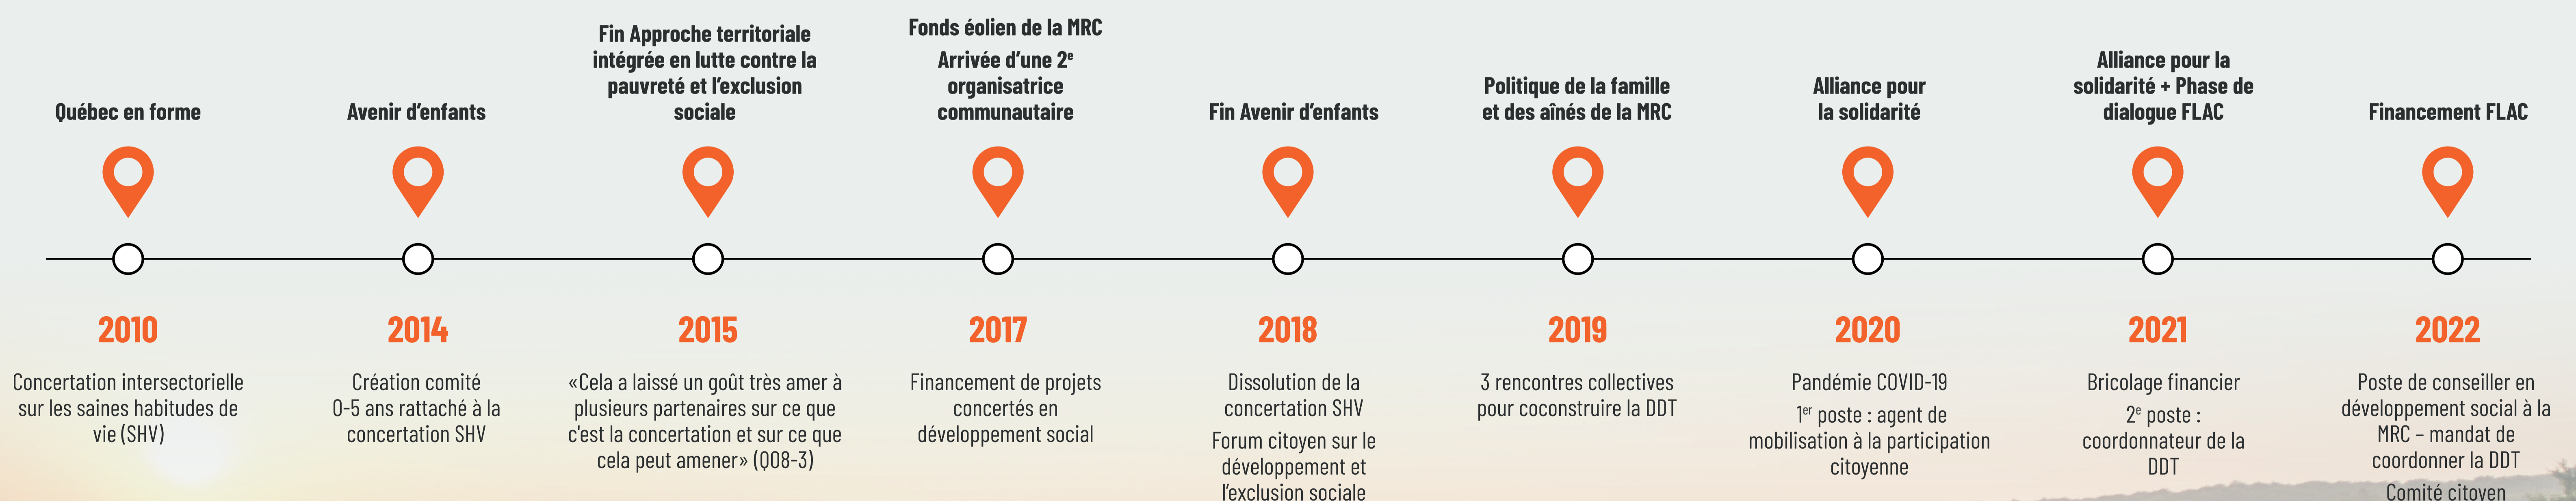 Québec en forme
2010
Concertation intersectorielle
sur les saines habitudes de
vie (SHV)
Avenir d'enfants
2014
Création comité
0-5 ans rattaché à la
concertation SHV
Fin Approche territoriale
intégrée en lutte contre la
pauvreté et l'exclusion
sociale
2015
«Cela a laissé un goût très amer à
plusieurs partenaires sur ce que
c'est la concertation et sur ce que
cela peut amener» (Q08-3)
Fonds éolien de la MRC
Arrivée d'une 2e
organisatrice
communautaire
2017
Financement de projets
concertés en
développement social
Fin Avenir d'enfants
2018
Dissolution de la
concertation SHV
Forum citoyen sur le
développement et
l'exclusion sociale
Politique de la famille
et des aînés de la MRC
2019
3 rencontres collectives
pour coconstruire la DDT
Alliance pour
la solidarité
2020
Pandémie COVID-19
1er poste : agent de
mobilisation à la participation
citoyenne
Alliance pour la
solidarité + Phase de
dialogue FLAC
2021
Bricolage financier
2e poste :
coordonnateur de la
DDT
Financement FLAC
2022
Poste de conseiller en
développement social à la
MRC – mandat de
coordonner la DDT
Comité citoyen